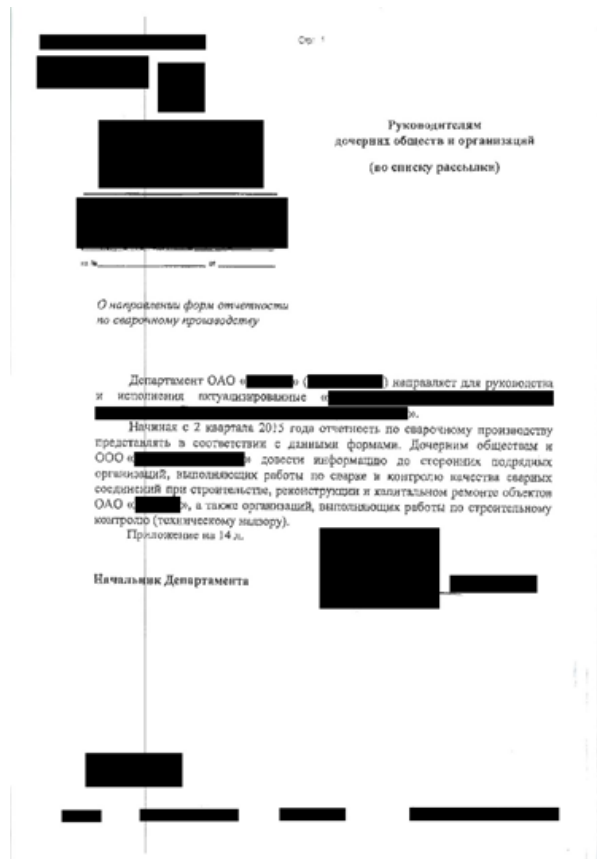 Стр. 1
Руководителям
дочерних обществ и организаций
(по списку рассылки)
на №
от
О направлении форм отчетности
по сварочному производству
Департамент ОАО « » ( ) направляет для руководства
и исполнения актуализированные «
».
Начиная с 2 квартала 2015 года отчетность по сварочному производству
представлять в соответствии с данными формами. Дочерним обществам и
ООО « » довести информацию до сторонних подрядных
организаций, выполняющих работы по сварке и контролю качества сварных
соединений при строительстве, реконструкции и капитальном ремонте объектов
ОАО « », а также организаций, выполняющих работы по строительному
контролю (техническому надзору).
Приложение на 14 л.
Начальник Департамента